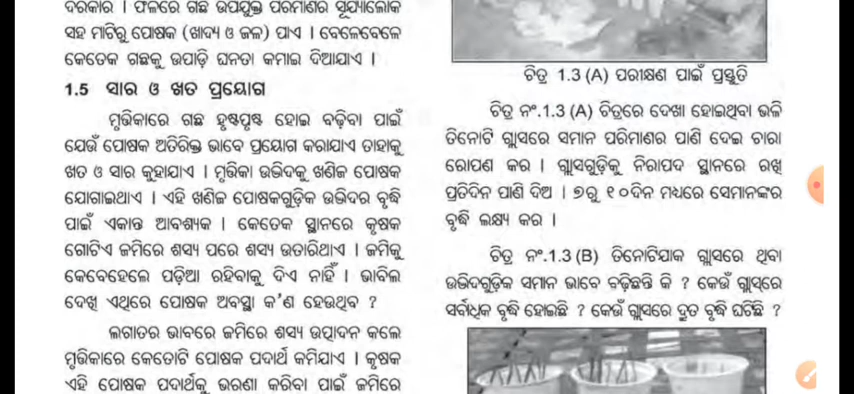 ଦରକାର । ଫଳରେ ଗଛ ଉପଯୁକ୍ତ ପରିମାଣର ସୂର୍ଯ୍ୟାଲୋକ
ସହ ମାଟିରୁ ପୋଷକ (ଖାଦ୍ୟ ଓ ଜଳ) ପାଏ । ବେଳେବେଳେ
କେତେକ ଗଛକୁ ଉପାଡ଼ି ଘନତା କମାଇ ଦିଆଯାଏ ।
1.5 ସାର ଓ ଖତ ପ୍ରୟୋଗ
ମୃତ୍ତିକାରେ ଗଛ ହୃଷ୍ଟପୃଷ୍ଟ ହୋଇ ବଢ଼ିବା ପାଇଁ
ଯେଉଁ ପୋଷକ ଅତିରିକ୍ତ ଭାବେ ପ୍ରୟୋଗ କରାଯାଏ ତାହାକୁ
ଖତ ଓ ସାର କୁହାଯାଏ । ମୃତ୍ତିକା ଉଦ୍ଭିଦକୁ ଖଣିଜ ପୋଷକ
ଯୋଗାଇଥାଏ । ଏହି ଖଣିଜ ପୋଷକଗୁଡ଼ିକ ଉଦ୍ଭିଦର ବୃଦ୍ଧି
ପାଇଁ ଏକାନ୍ତ ଆବଶ୍ୟକ । କେତେକ ସ୍ଥାନରେ କୃଷକ
ଗୋଟିଏ ଜମିରେ ଶସ୍ୟ ପରେ ଶସ୍ୟ ଉତାରିଥାଏ । ଜମିକୁ
କେବେହେଲେ ପଡ଼ିଆ ରହିବାକୁ ଦିଏ ନାହିଁ । ଭାବିଲ
ଦେଖି ଏଥିରେ ପୋଷକ ଅବସ୍ଥା କ'ଣ ହେଉଥିବ ?
ଲଗାତର ଭାବରେ ଜମିରେ ଶସ୍ୟ ଉତ୍ପାଦନ କଲେ
ମୃତ୍ତିକାରେ କେତୋଟି ପୋଷକ ପଦାର୍ଥ କମିଯାଏ । କୃଷକ
ଏହି ପୋଷକ ପଦାର୍ଥକୁ ଭରଣା କରିବା ପାଇଁ ଜମିରେ
ଚିତ୍ର 1.3 (A) ପରୀକ୍ଷଣ ପାଇଁ ପ୍ରସ୍ତୁତି
ଚିତ୍ର ନଂ.1.3 (A) ଚିତ୍ରରେ ଦେଖା ହୋଇଥିବା ଭଳି
ତିନୋଟି ଗ୍ଲାସରେ ସମାନ ପରିମାଣର ପାଣି ଦେଇ ଚାରା
ରୋପଣ କର । ଗ୍ଲାସଗୁଡ଼ିକୁ ନିରାପଦ ସ୍ଥାନରେ ରଖି
ପ୍ରତିଦିନ ପାଣି ଦିଅ । ୭ରୁ ୧୦ଦିନ ମଧ୍ୟରେ ସେମାନଙ୍କର
ବୃଦ୍ଧି ଲକ୍ଷ୍ୟ କର ।
ଚିତ୍ର ନଂ.1.3 (B) ତିନୋଟିଯାକ ଗ୍ଲାସରେ ଥିବା
ଉଦ୍ଭିଦଗୁଡ଼ିକ ସମାନ ଭାବେ ବଢ଼ିଛନ୍ତି କି ? କେଉଁ ଗ୍ଲାସ୍‌ରେ
ସର୍ବାଧିକ ବୃଦ୍ଧି ହୋଇଛି ? କେଉଁ ଗ୍ଲାସରେ ଦ୍ରୁତ ବୃଦ୍ଧି ଘଟିଛି ?